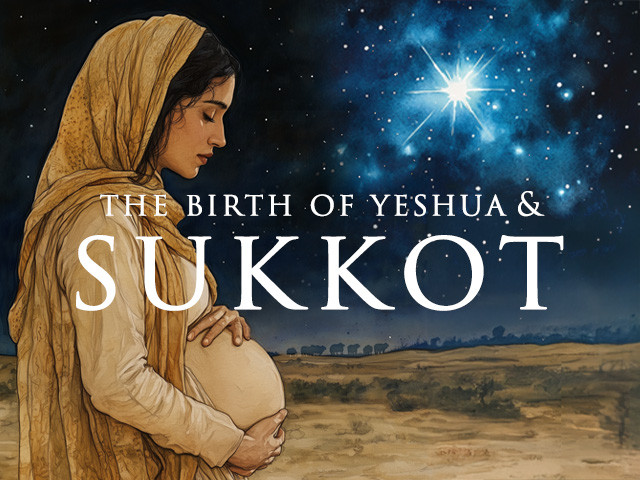 THE BIRTH OF YESHUA &
SUKKOT